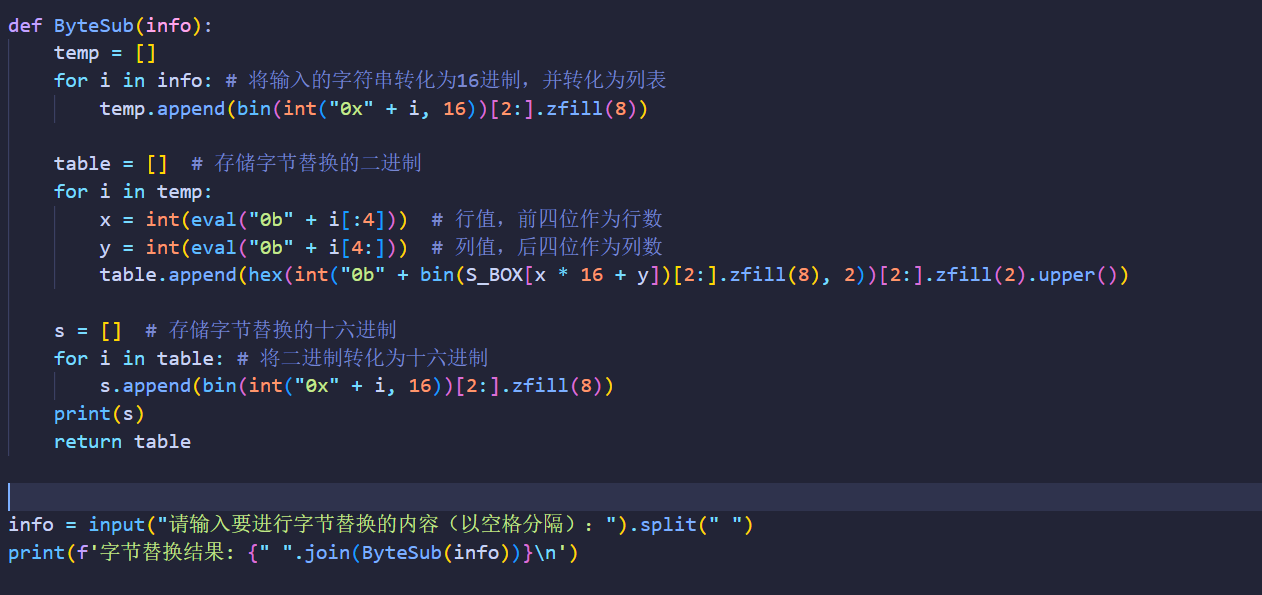 def ByteSub(info):
    temp = []
    for i in info: # 将输入的字符串转化为16进制，并转化为列表
        temp.append(bin(int("0x" + i, 16))[2:].zfill(8))
    table = []  # 存储字节替换的二进制
    for i in temp:
        x = int(eval("0b" + i[:4]))  # 行值，前四位作为行数
        y = int(eval("0b" + i[4:]))  # 列值，后四位作为列数
        table.append(hex(int("0b" + bin(S_BOX[x * 16 + y])[2:].zfill(8), 2))[2:].zfill(2).upper())
    s = []  # 存储字节替换的十六进制
    for i in table: # 将二进制转化为十六进制
        s.append(bin(int("0x" + i, 16))[2:].zfill(8))
    print(s)
    return table
info = input("请输入要进行字节替换的内容（以空格分隔）：").split(" ")
print(f'字节替换结果: {" ".join(ByteSub(info))}\n')